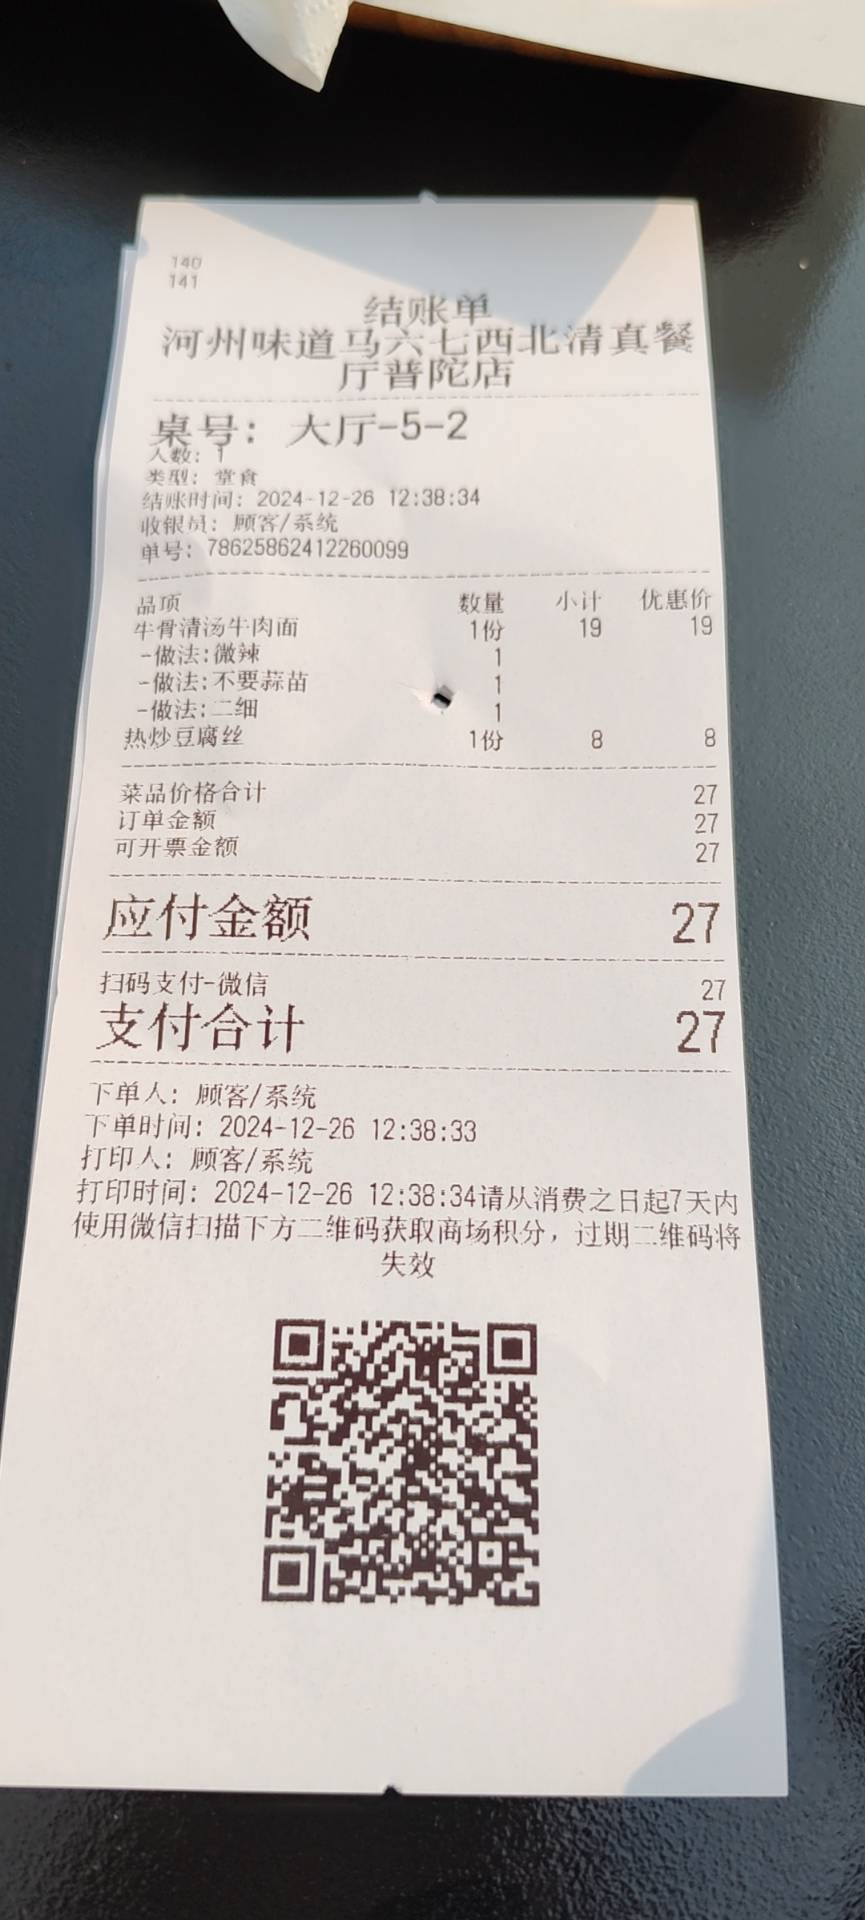 140
141
结账单
河州味道马六七西北清真餐
厅普陀店
桌号: 大厅-5-2
人数: 1
类型: 堂食
结账时间: 2024-12-26 12:38:34
收银员: 顾客/系统
单号: 786258624122260099
品项 数量 小计 优惠价
牛骨清汤牛肉面 1份 19 19
-做法:微辣 1
-做法:不要蒜苗 1
-做法:二细 1
热炒豆腐丝 1份 8 8
菜品价格合计 27
订单金额 27
可开票金额 27
应付金额 27
扫码支付-微信 27
支付合计 27
下单人: 顾客/系统
下单时间: 2024-12-26 12:38:33
打印人: 顾客/系统
打印时间: 2024-12-26 12:38:34请从消费之日起7天内
使用微信扫描下方二维码获取商场积分，过期二维码将
失效